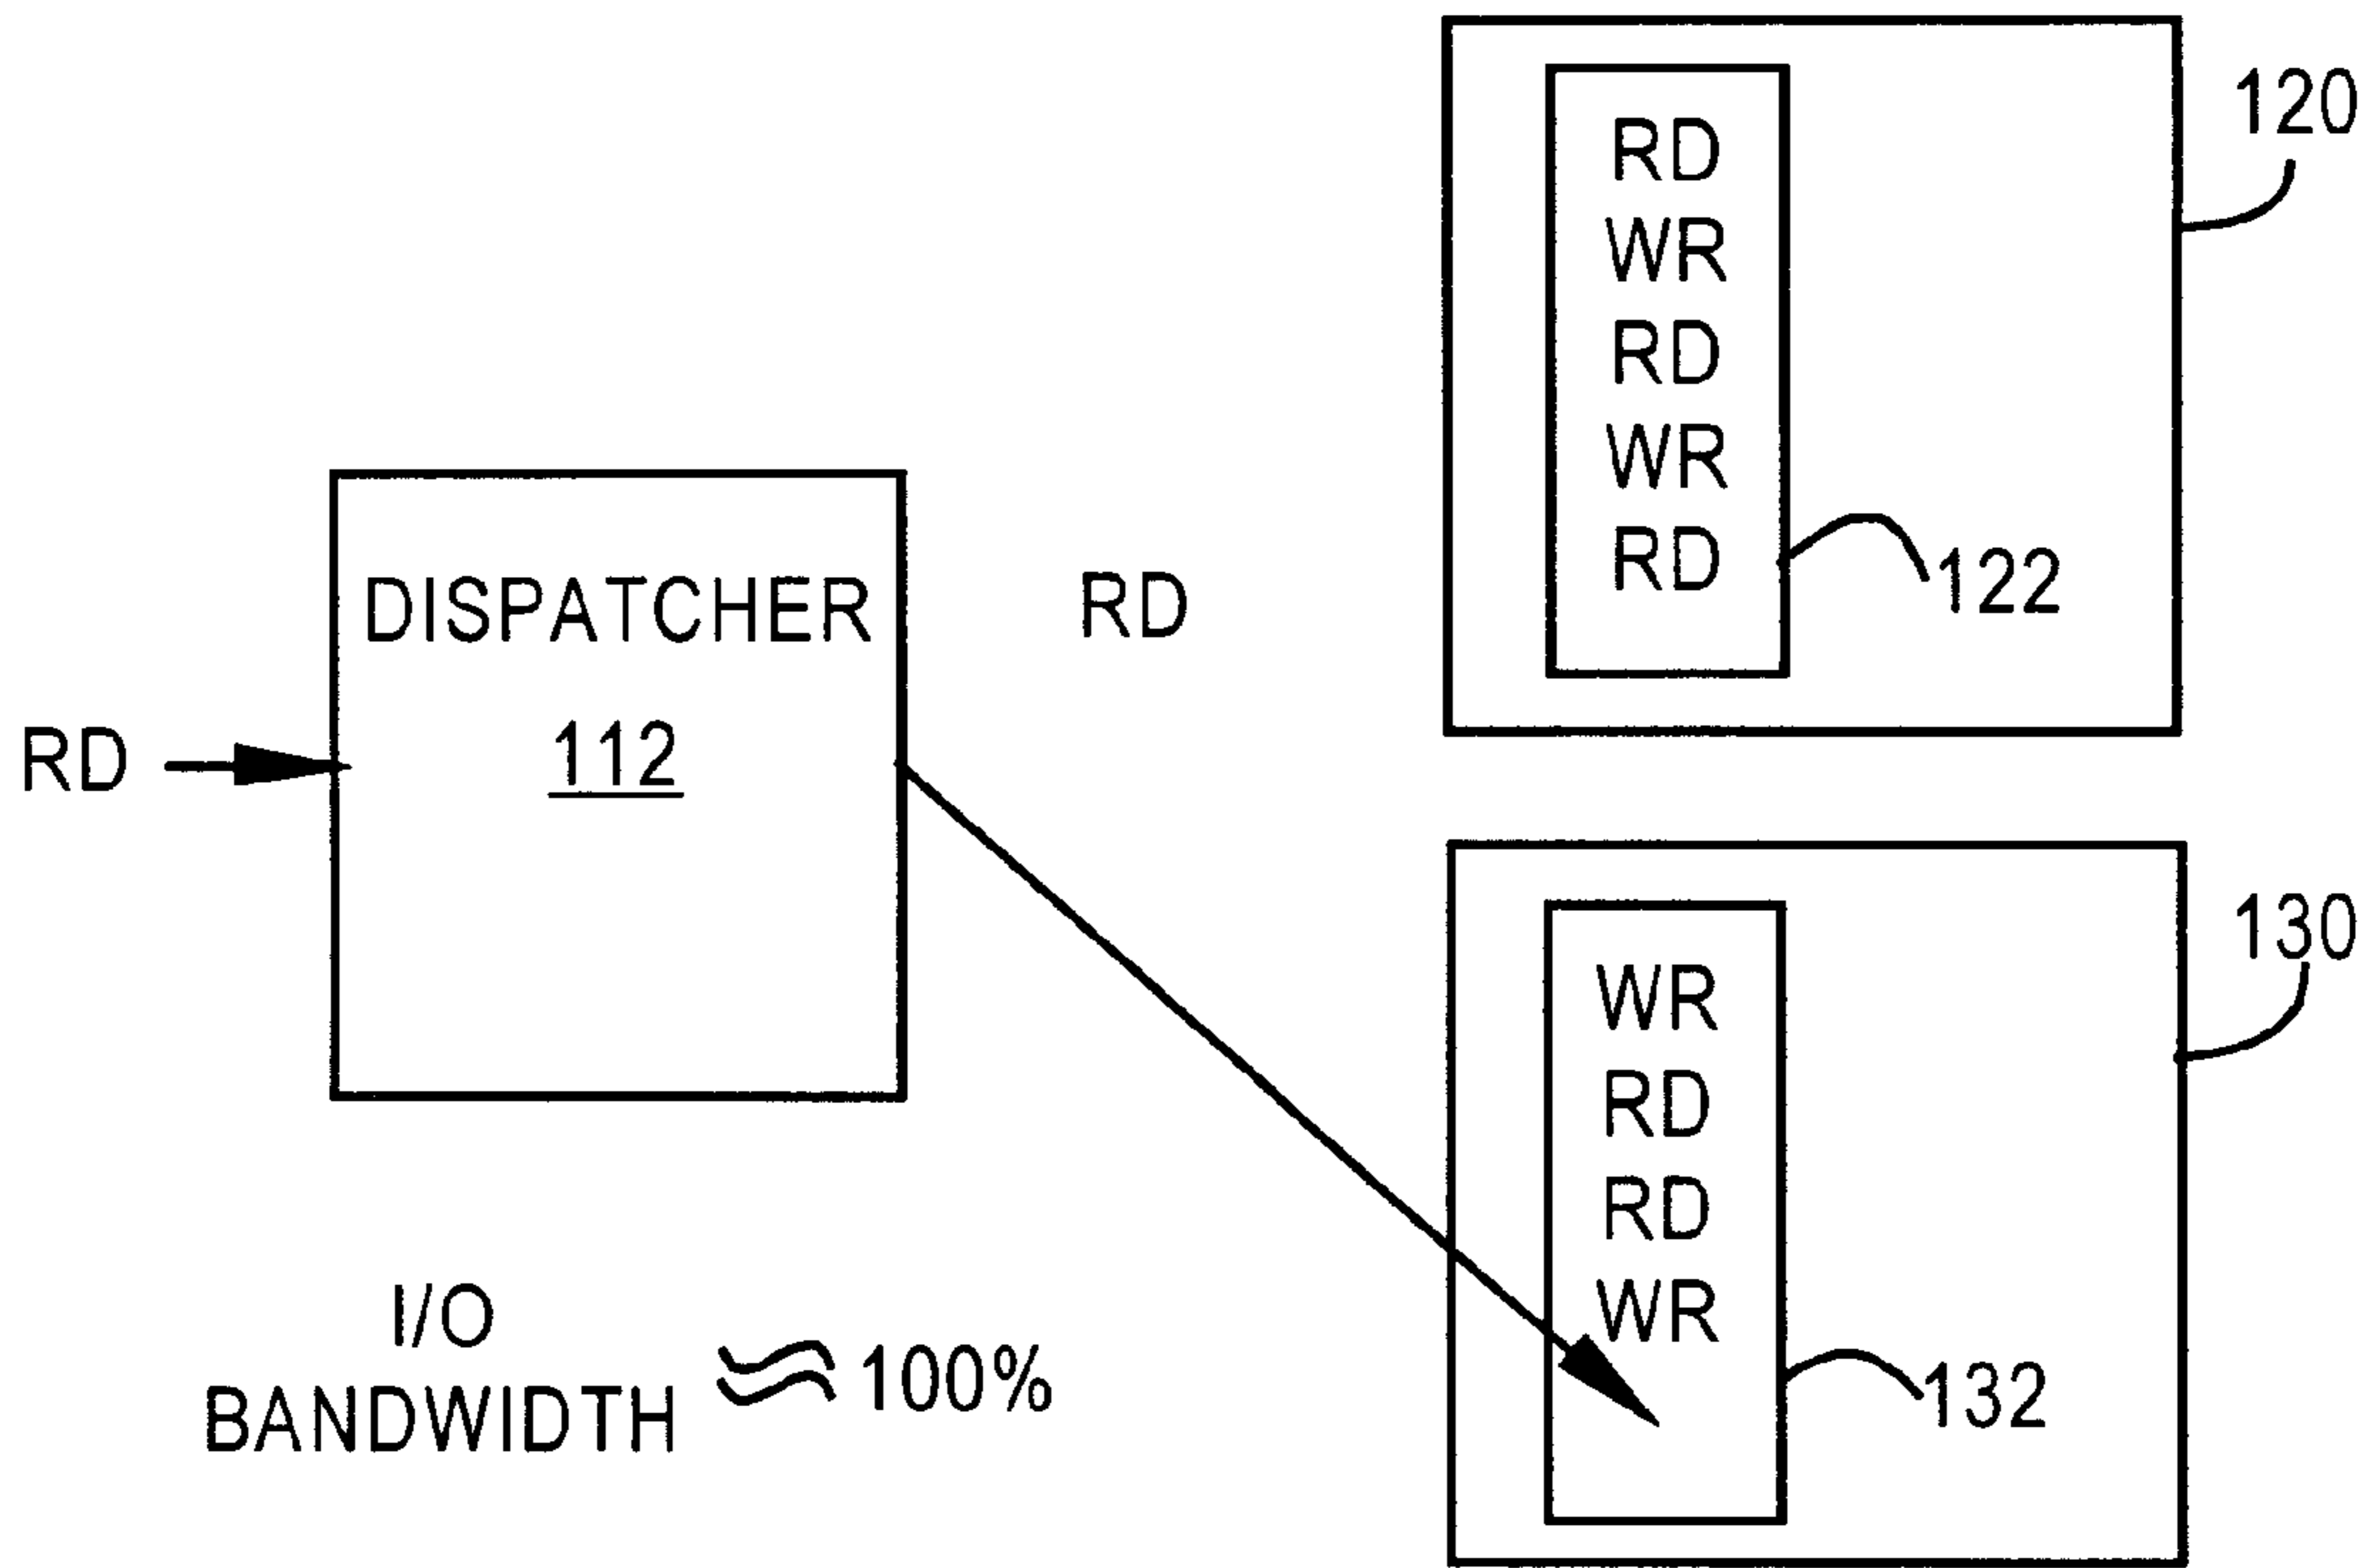 RD
DISPATCHER
112
RD
I/O
BANDWIDTH ≈ 100%
RD
WR
RD
WR
RD
122
120
WR
RD
RD
WR
132
130